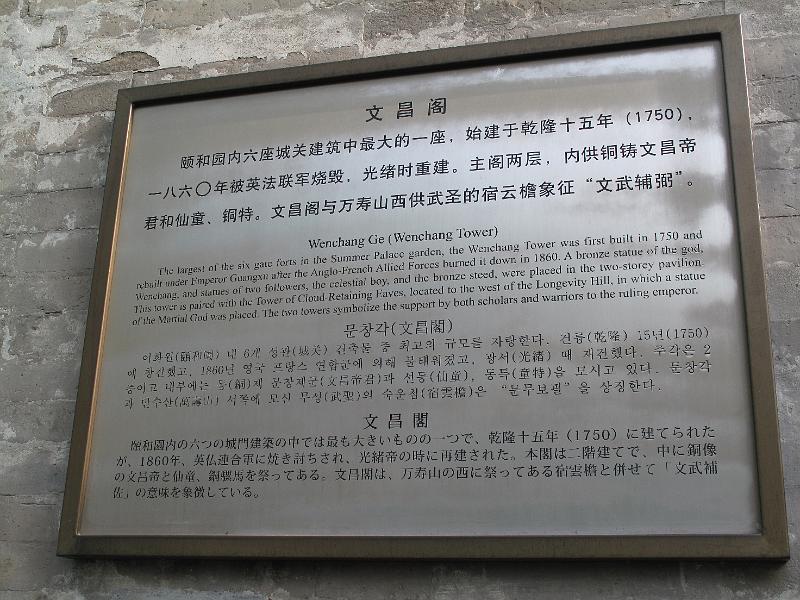 文昌阁
颐和园内六座城关建筑中最大的一座，始建于乾隆十五年（1750），
一八六〇年被英法联军烧毁，光绪时重建。主阁两层，内供铜铸文昌帝
君和仙童、铜特。文昌阁与万寿山西供武圣的宿云檐象征“文武辅弼”。
Wenchang Ge (Wenchang Tower)
The largest of the six gate forts in the Summer Palace garden, the Wenchang Tower was first built in 1750 and
rebuilt under Emperor Guangxu after the Anglo-French Allied Forces burned it down in 1860. A bronze statue of the god,
Wenchang, and statues of two followers, the celestial boy, and the bronze steed, were placed in the two-storey pavilion.
This tower is paired with the Tower of Cloud-Retaining Eaves, located to the west of the Longevity Hill, in which a statue
of the Martial God was placed. The two towers symbolize the support by both scholars and warriors to the ruling emperor.
문창각(文昌閣)
이화원(頤和園) 내 6개 성관(城关) 건축물 중 최고의 규모를 자랑한다. 건륭(乾隆) 15년(1750)
에 창건했고, 1860년 영국 프랑스 연합군에 의해 불태워졌고, 광서(光緖) 때 재건했다. 주각은 2
층이고 내부에는 동(銅)제 문창제군(文昌帝君)과 선동(仙童), 동특(童特)을 모시고 있다. 문창각
과 만수산(萬壽山) 서쪽에 모신 무성(武聖)의 숙운첨(宿雲檐)은 “문무보필”을 상징한다.
文昌閣
頤和園内の六つの城門建築の中では最も大きいものの一つで、乾隆十五年（1750）に建てられた
が、1860年、英仏連合軍に焼き討ちされ、光緒帝の時に再建された。本閣は二階建てで、中に銅像
の文昌帝と仙童、銅騾馬を祭ってある。文昌閣は、万寿山の西に祭ってある宿雲檐と併せて「文武補
佐」の意味を象徴している。